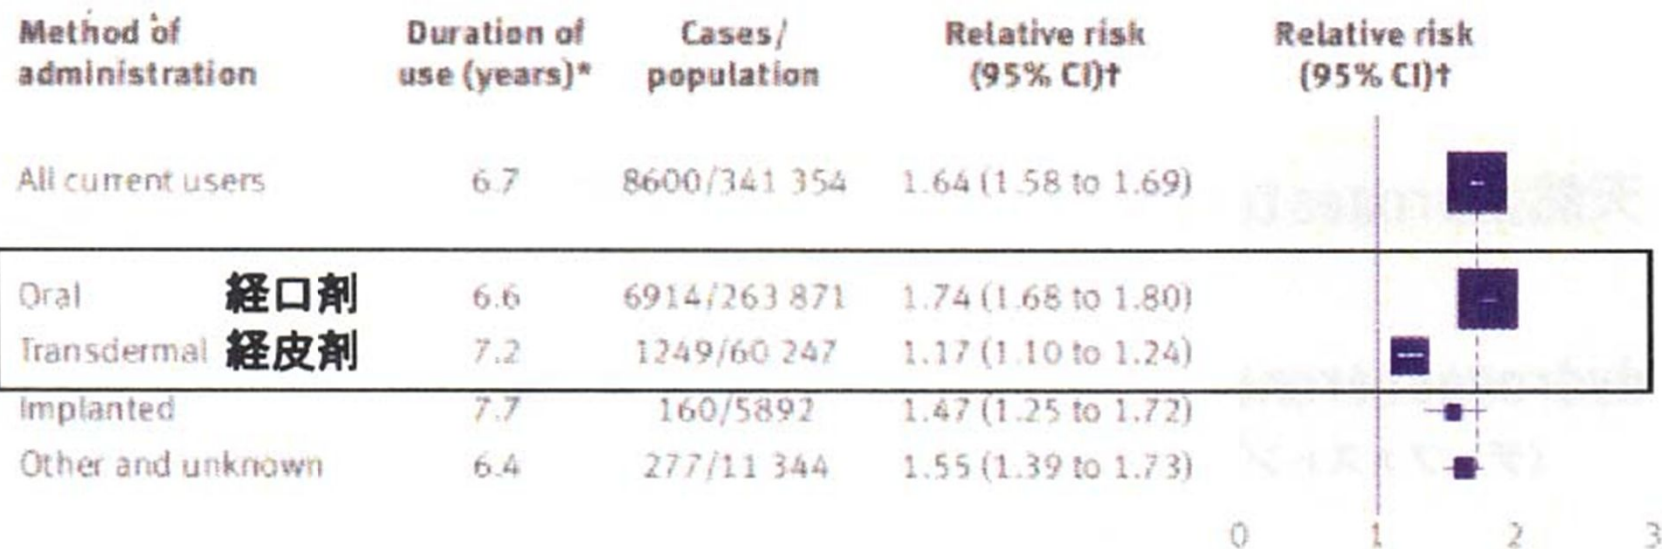 Method of administration Duration of use (years)* Cases/ population Relative risk (95% CI)† Relative risk (95% CI)†
All current users 6.7 8600/341 354 1.64 (1.58 to 1.69)
Oral 経口剤 6.6 6914/263 871 1.74 (1.68 to 1.80)
Transdermal 経皮剤 7.2 1249/60 247 1.17 (1.10 to 1.24)
Implanted 7.7 160/5892 1.47 (1.25 to 1.72)
Other and unknown 6.4 277/11 344 1.55 (1.39 to 1.73)
0 1 2 3